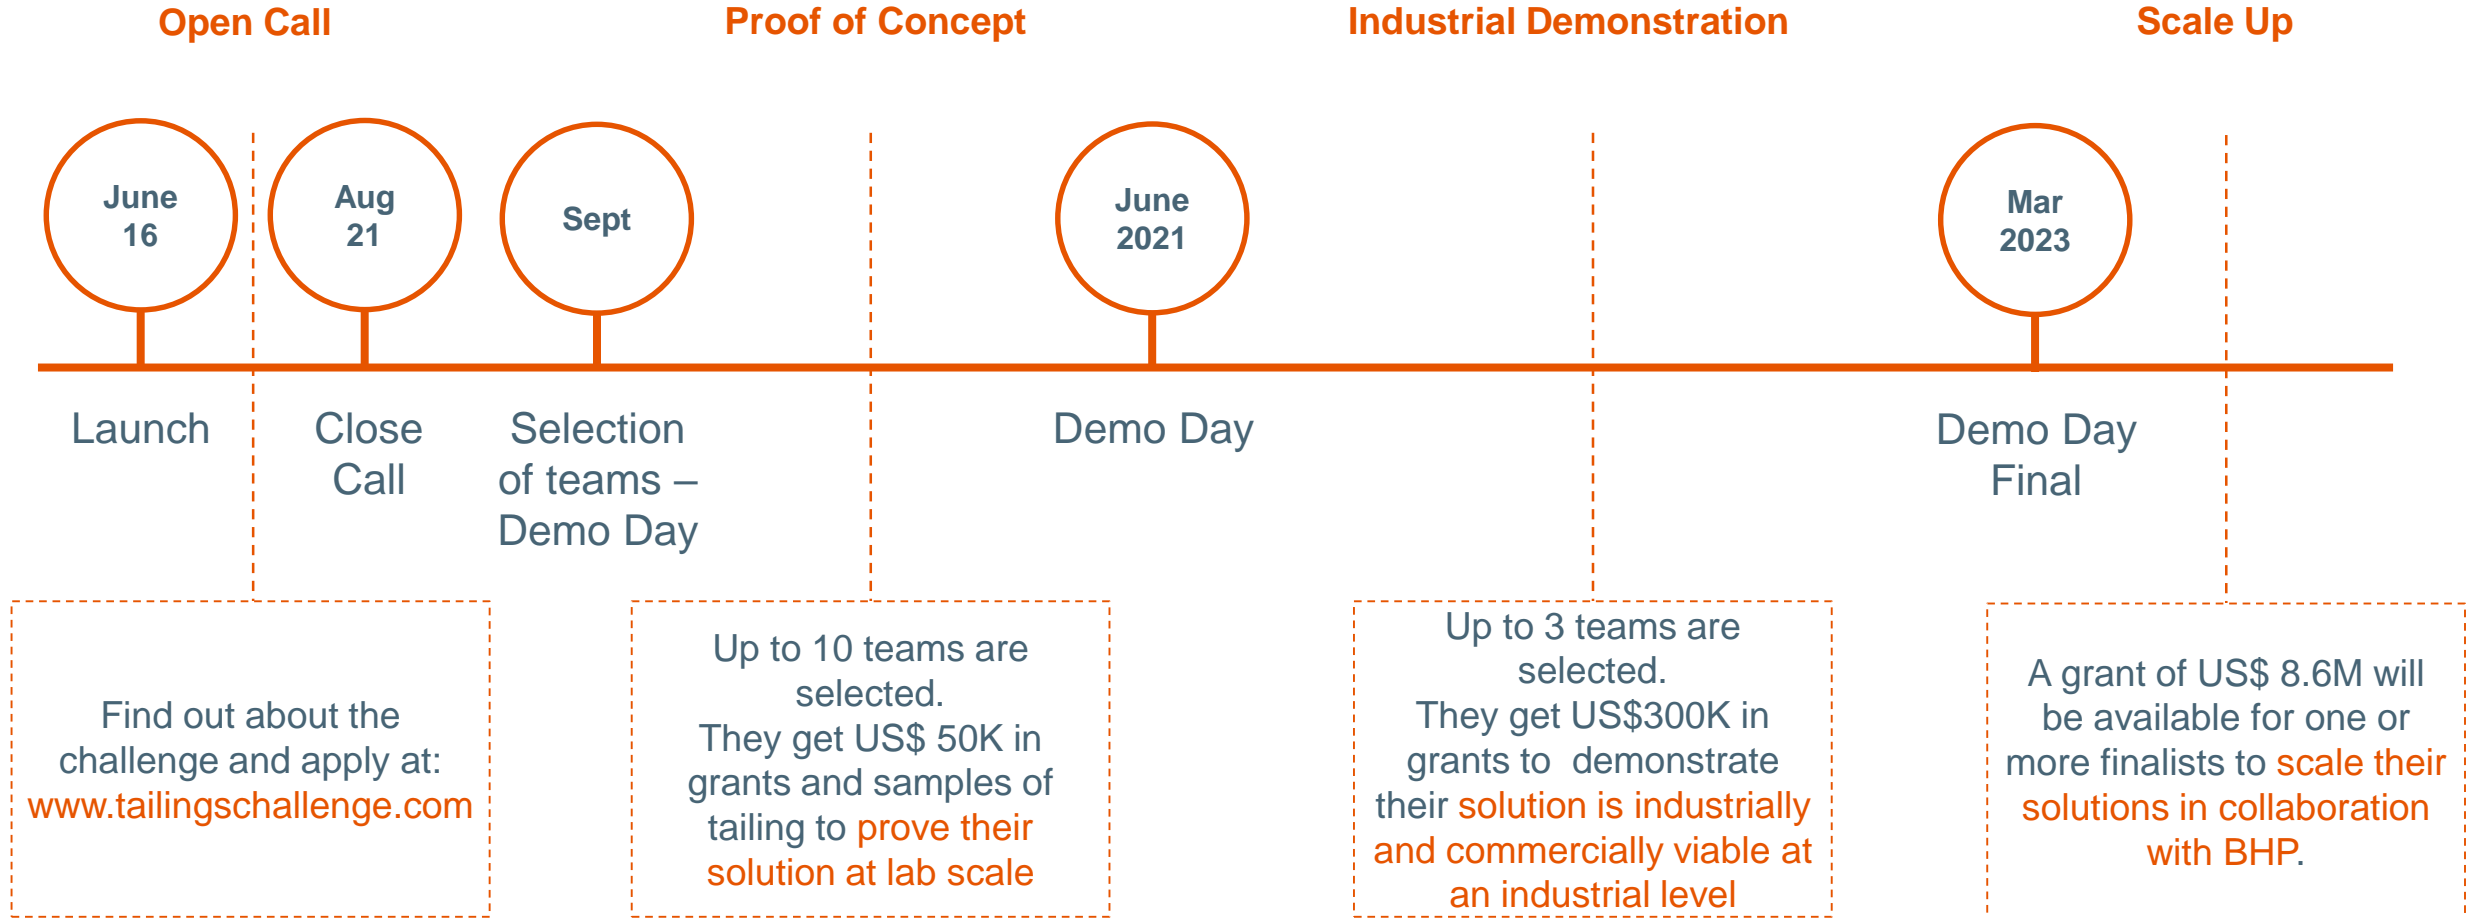 Open Call
Proof of Concept
Industrial Demonstration
Scale Up
June
16
Aug
21
Sept
June
2021
Mar
2023
Launch
Close
Call
Selection
of teams –
Demo Day
Demo Day
Demo Day
Final
Find out about the
challenge and apply at:
www.tailingschallenge.com
Up to 10 teams are
selected.
They get US$ 50K in
grants and samples of
tailing to prove their
solution at lab scale
Up to 3 teams are
selected.
They get US$300K in
grants to  demonstrate
their solution is industrially
and commercially viable at
an industrial level
A grant of US$ 8.6M will
be available for one or
more finalists to scale their
solutions in collaboration
with BHP.